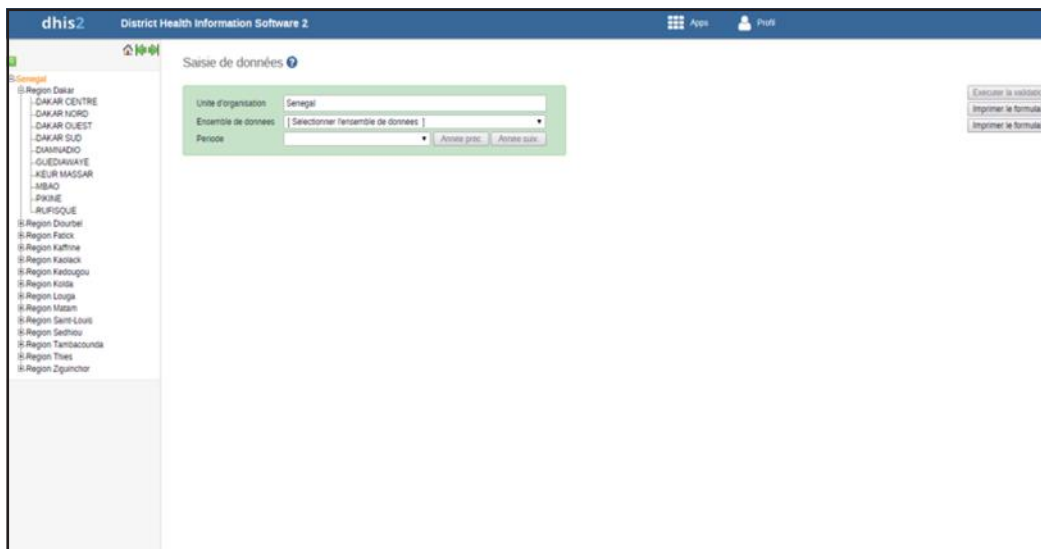 dhis2 District Health Information Software 2 Apps Profil
Saisie de données
Senegal
Region Dakar
DAKAR CENTRE
DAKAR NORD
DAKAR OUEST
DAKAR SUD
DIAMNADIO
GUEDIAWAYE
KEUR MASSAR
MBAO
PIKINE
RUFISQUE
Region Diourbel
Region Fatick
Region Kaffrine
Region Kaolack
Region Kedougou
Region Kolda
Region Louga
Region Matam
Region Saint-Louis
Region Sedhiou
Region Tambacounda
Region Thies
Region Ziguinchor
Unite d'organisation Senegal
Ensemble de donnees [ Selectionner l'ensemble de donnees ]
Periode Annee prec. Annee suiv.
Executer la validatio
Imprimer le formula
Imprimer le formula